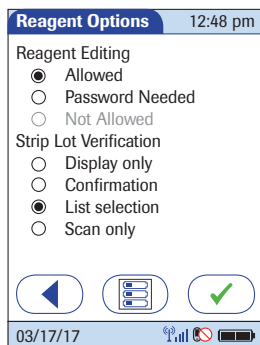 Reagent Options 12:48 pm
Reagent Editing
Allowed
Password Needed
Not Allowed
Strip Lot Verification
Display only
Confirmation
List selection
Scan only
03/17/17